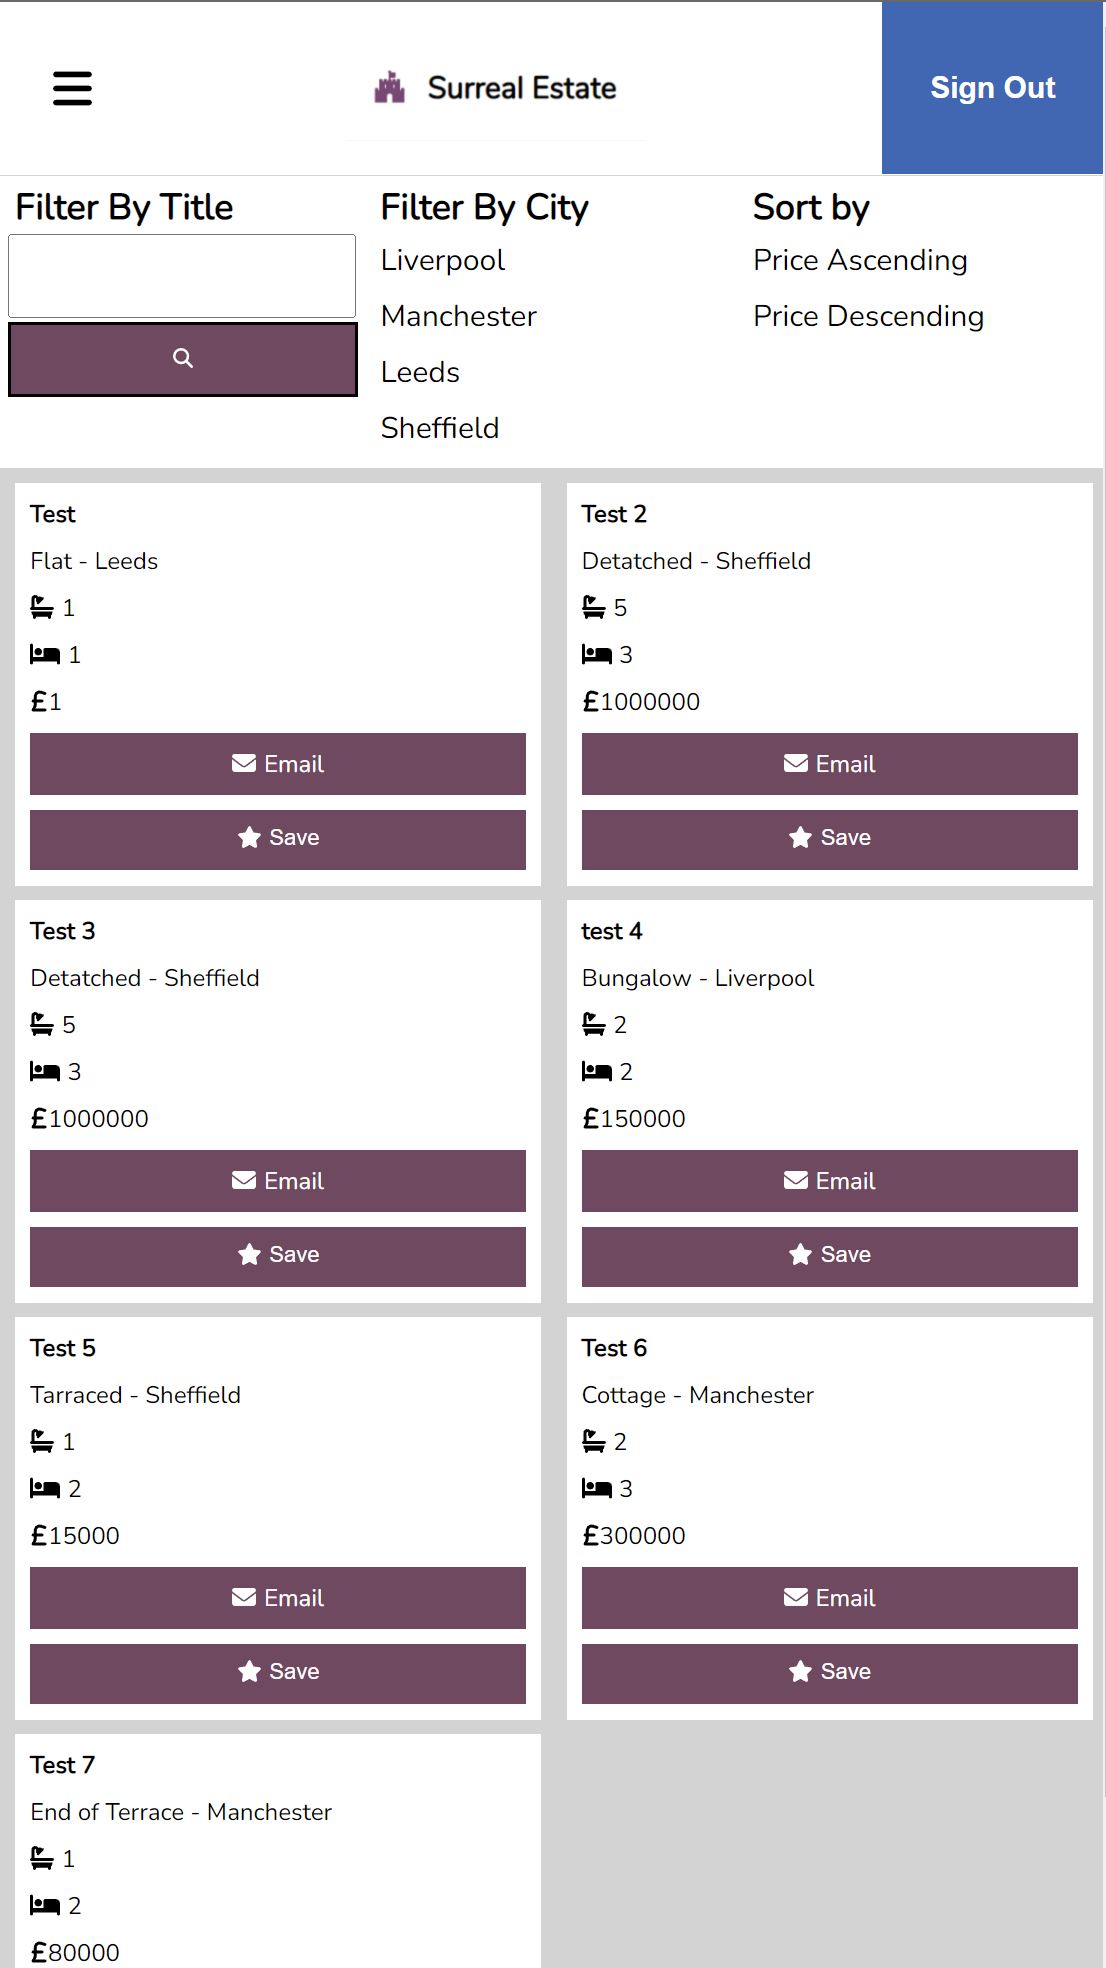 Surreal Estate
Sign Out
Filter By Title
Filter By City
Liverpool
Manchester
Leeds
Sheffield
Sort by
Price Ascending
Price Descending
Test
Flat - Leeds
1
1
£1
Email
Save
Test 2
Detatched - Sheffield
5
3
£1000000
Email
Save
Test 3
Detatched - Sheffield
5
3
£1000000
Email
Save
test 4
Bungalow - Liverpool
2
2
£150000
Email
Save
Test 5
Tarraced - Sheffield
1
2
£15000
Email
Save
Test 6
Cottage - Manchester
2
3
£300000
Email
Save
Test 7
End of Terrace - Manchester
1
2
£80000